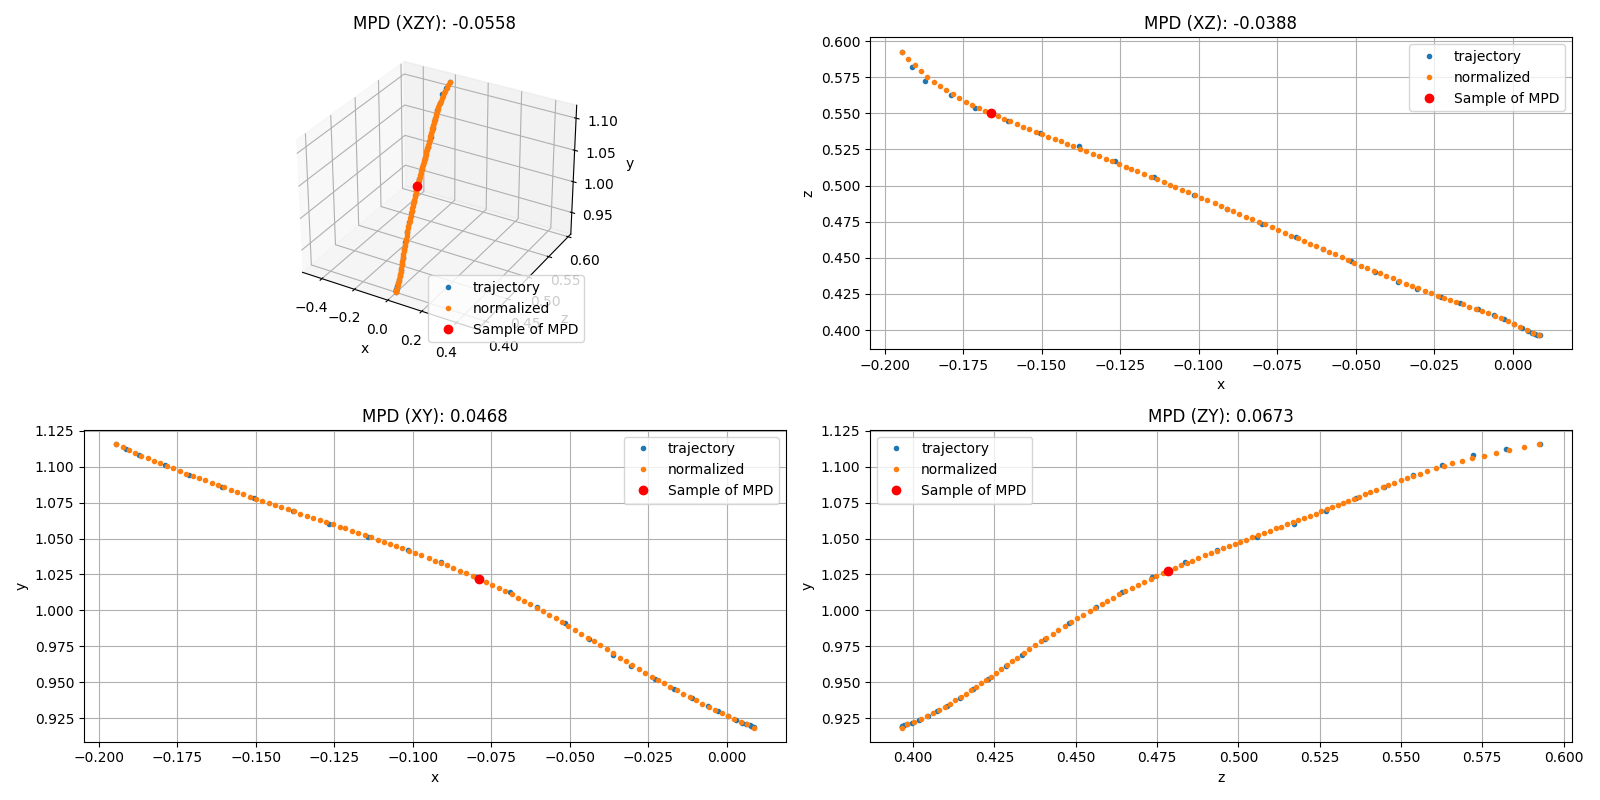 MPD (XZY): -0.0558
1.10
1.05
1.00
0.95
y
0.60
0.55
0.50
0.45
0.40
z
−0.4
−0.2
0.0
0.2
0.4
x
trajectory
normalized
Sample of MPD
MPD (XZ): -0.0388
0.600
0.575
0.550
0.525
0.500
0.475
0.450
0.425
0.400
z
trajectory
normalized
Sample of MPD
−0.200 −0.175 −0.150 −0.125 −0.100 −0.075 −0.050 −0.025 0.000
x
MPD (XY): 0.0468
1.125
1.100
1.075
1.050
1.025
1.000
0.975
0.950
0.925
y
trajectory
normalized
Sample of MPD
−0.200 −0.175 −0.150 −0.125 −0.100 −0.075 −0.050 −0.025 0.000
x
MPD (ZY): 0.0673
1.125
1.100
1.075
1.050
1.025
1.000
0.975
0.950
0.925
y
trajectory
normalized
Sample of MPD
0.400 0.425 0.450 0.475 0.500 0.525 0.550 0.575 0.600
z